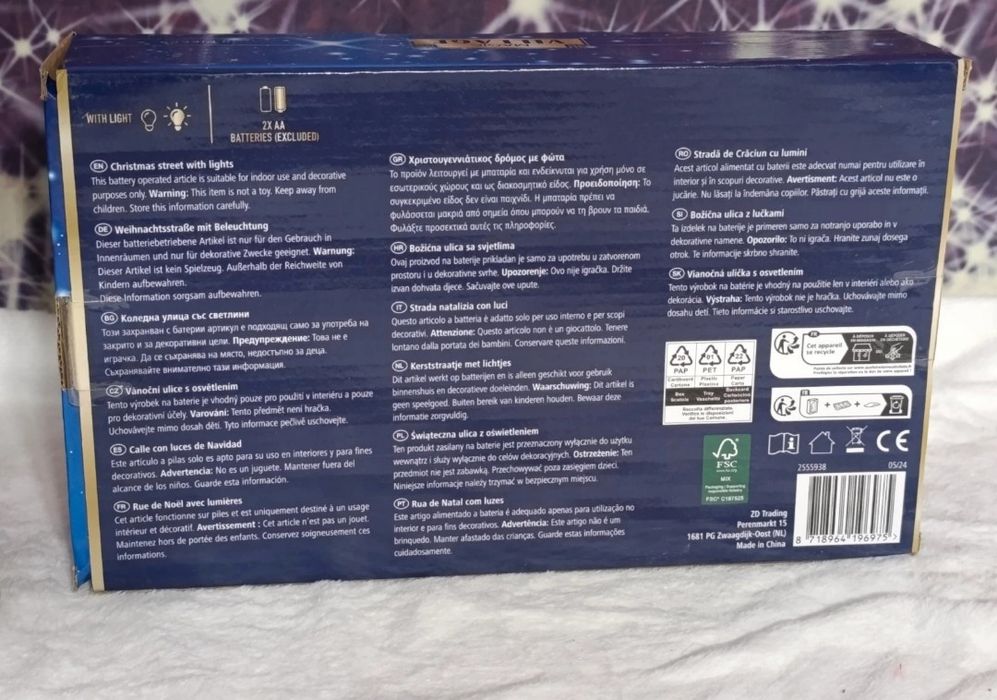 WITH LIGHT
2X AA
BATTERIES (EXCLUDED)
EN Christmas street with lights
This battery operated article is suitable for indoor use and decorative
purposes only. Warning: This item is not a toy. Keep away from
children. Store this information carefully.
DE Weihnachtsstraße mit Beleuchtung
Dieser batteriebetriebene Artikel ist nur für den Gebrauch in
Innenräumen und nur für dekorative Zwecke geeignet. Warnung:
Dieser Artikel ist kein Spielzeug. Außerhalb der Reichweite von
Kindern aufbewahren.
Diese Information sorgsam aufbewahren.
BG Коледна улица със светлини
Този захранван с батерии артикул е подходящ само за употреба на
закрито и за декоративни цели. Предупреждение: Това не е
играчка. Да се съхранява на място, недостъпно за деца.
Съхранявайте внимателно тази информация.
CZ Vánoční ulice s osvětlením
Tento výrobek na baterie je vhodný pouze pro použití v interiéru a pouze
pro dekorativní účely. Varování: Tento předmět není hračka.
Uchovávejte mimo dosah dětí. Tyto informace pečlivě uschovejte.
ES Calle con luces de Navidad
Este artículo a pilas solo es apto para su uso en interiores y para fines
decorativos. Advertencia: No es un juguete. Mantener fuera del
alcance de los niños. Guarde esta información.
FR Rue de Noël avec lumières
Cet article fonctionne sur piles et est uniquement destiné à un usage
intérieur et décoratif. Avertissement : Cet article n'est pas un jouet.
Maintenez hors de portée des enfants. Conservez soigneusement ces
informations.
GR Χριστουγεννιάτικος δρόμος με φώτα
Το προϊόν λειτουργεί με μπαταρία και ενδείκνυται για χρήση μόνο σε
εσωτερικούς χώρους και ως διακοσμητικό είδος. Προειδοποίηση: Το
συγκεκριμένο είδος δεν είναι παιχνίδι. Η μπαταρία πρέπει να
φυλάσσεται μακριά από σημεία όπου μπορούν να τη βρουν τα παιδιά.
Φυλάξτε προσεκτικά αυτές τις πληροφορίες.
HR Božićna ulica sa svjetlima
Ovaj proizvod na baterije prikladan je samo za upotrebu u zatvorenom
prostoru i u dekorativne svrhe. Upozorenje: Ovo nije igračka. Držite
izvan dohvata djece. Sačuvajte ove upute.
IT Strada natalizia con luci
Questo articolo a batteria è adatto solo per uso interno e per scopi
decorativi. Attenzione: Questo articolo non è un giocattolo. Tenere
lontano dalla portata dei bambini. Conservare queste informazioni.
NL Kerststraatje met lichtjes
Dit artikel werkt op batterijen en is alleen geschikt voor gebruik
binnenshuis en decoratieve doeleinden. Waarschuwing: Dit artikel is
geen speelgoed. Buiten bereik van kinderen houden. Bewaar deze
informatie zorgvuldig.
PL Świąteczna ulica z oświetleniem
Ten produkt zasilany na baterie jest przeznaczony wyłącznie do użytku
wewnątrz i służy wyłącznie do celów dekoracyjnych. Ostrzeżenie: Ten
przedmiot nie jest zabawką. Przechowywać poza zasięgiem dzieci.
Niniejsze informacje należy trzymać w bezpiecznym miejscu.
PT Rua de Natal com luzes
Este artigo alimentado a bateria é adequado apenas para utilização no
interior e para fins decorativos. Advertência: Este artigo não é um
brinquedo. Manter afastado das crianças. Guarde estas informações
cuidadosamente.
RO Stradă de Crăciun cu lumini
Acest articol alimentat cu baterii este adecvat numai pentru utilizare în
interior și în scopuri decorative. Avertisment: Acest articol nu este o
jucărie. Nu lăsați la îndemâna copiilor. Păstrați cu grijă aceste informații.
SI Božična ulica z lučkami
Ta izdelek na baterije je primeren samo za notranjo uporabo in v
dekorativne namene. Opozorilo: To ni igrača. Hranite zunaj dosega
otrok. Te informacije skrbno shranite.
SK Vianočná ulička s osvetlením
Tento výrobok na batérie je vhodný na použitie len v interiéri alebo ako
dekorácia. Výstraha: Tento výrobok nie je hračka. Uchovávajte mimo
dosahu detí. Tieto informácie si starostlivo uschovajte.
20 01 22
PAP PET PAP
Raccolta differenziata.
Verifica le disposizioni
del tuo Comune
FR
Cet appareil
se recycle
FR
FSC
MIX
2555938 05/24
ZD Trading
Perenmarkt 15
1681 PG Zwaagdijk-Oost (NL)
Made in China
8 718964 196975
CE